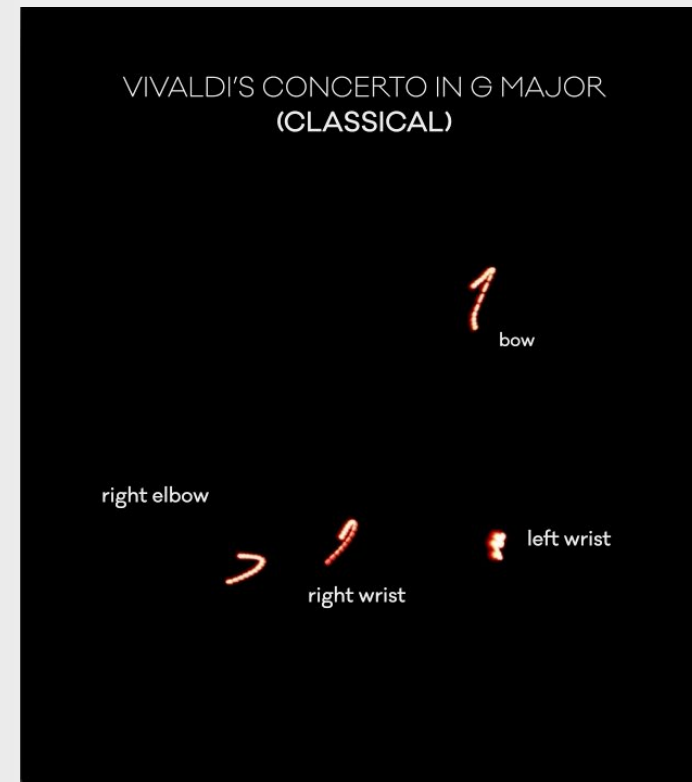 VIVALDI'S CONCERTO IN G MAJOR
(CLASSICAL)
bow
right elbow
left wrist
right wrist